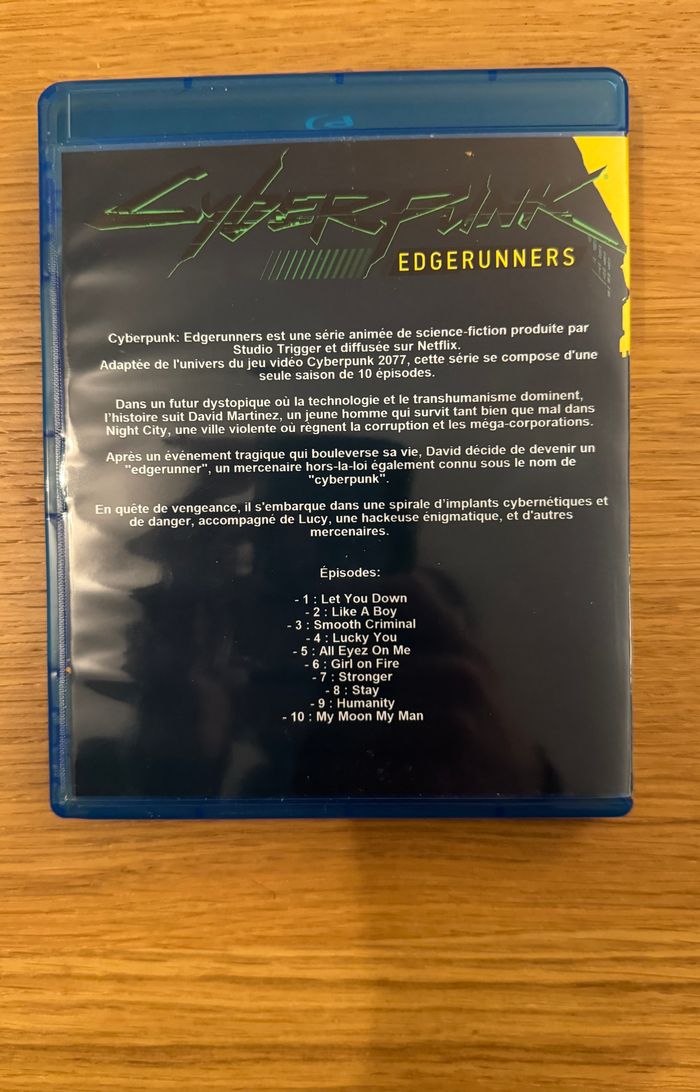 CYBERPUNK
EDGERUNNERS
Cyberpunk: Edgerunners est une série animée de science-fiction produite par
Studio Trigger et diffusée sur Netflix.
Adaptée de l'univers du jeu vidéo Cyberpunk 2077, cette série se compose d'une
seule saison de 10 épisodes.
Dans un futur dystopique où la technologie et le transhumanisme dominent,
l'histoire suit David Martinez, un jeune homme qui survit tant bien que mal dans
Night City, une ville violente où règnent la corruption et les méga-corporations.
Après un événement tragique qui bouleverse sa vie, David décide de devenir un
"edgerunner", un mercenaire hors-la-loi également connu sous le nom de
"cyberpunk".
En quête de vengeance, il s'embarque dans une spirale d'implants cybernétiques et
de danger, accompagné de Lucy, une hackeuse énigmatique, et d'autres
mercenaires.
Épisodes:
- 1 : Let You Down
- 2 : Like A Boy
- 3 : Smooth Criminal
- 4 : Lucky You
- 5 : All Eyez On Me
- 6 : Girl on Fire
- 7 : Stronger
- 8 : Stay
- 9 : Humanity
- 10 : My Moon My Man